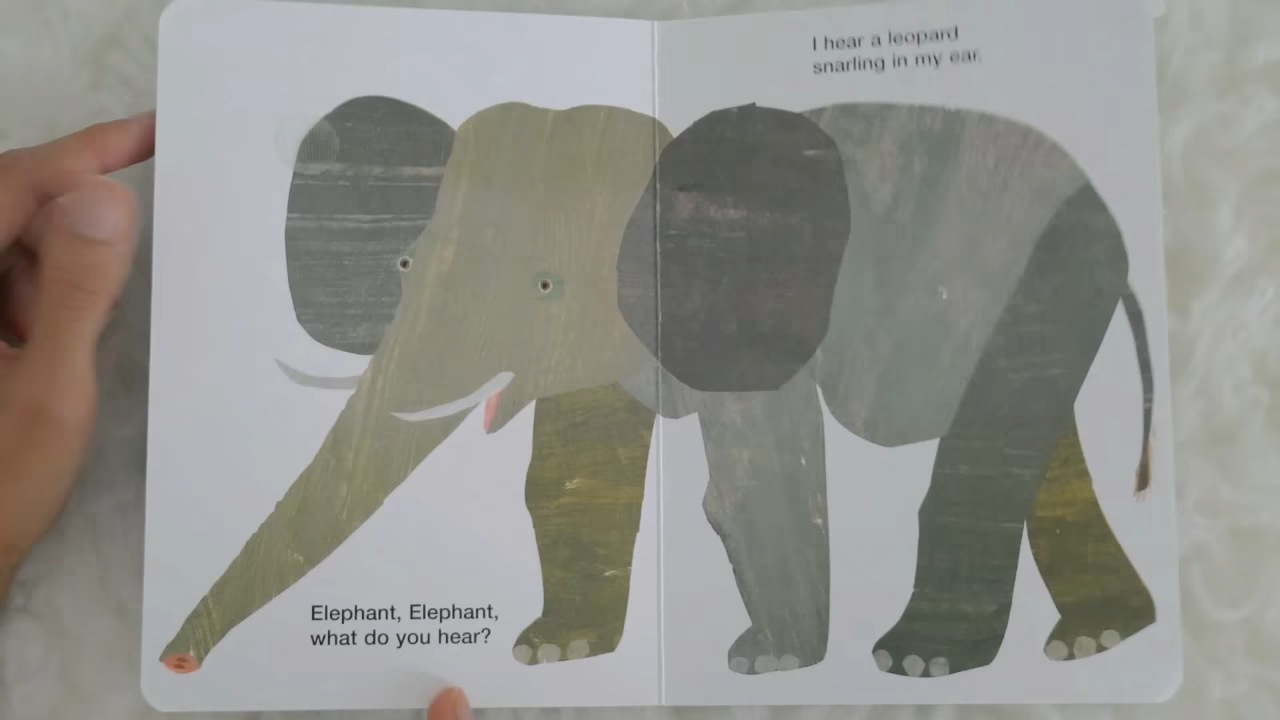 Elephant, Elephant,
what do you hear?
I hear a leopard
snarling in my ear.